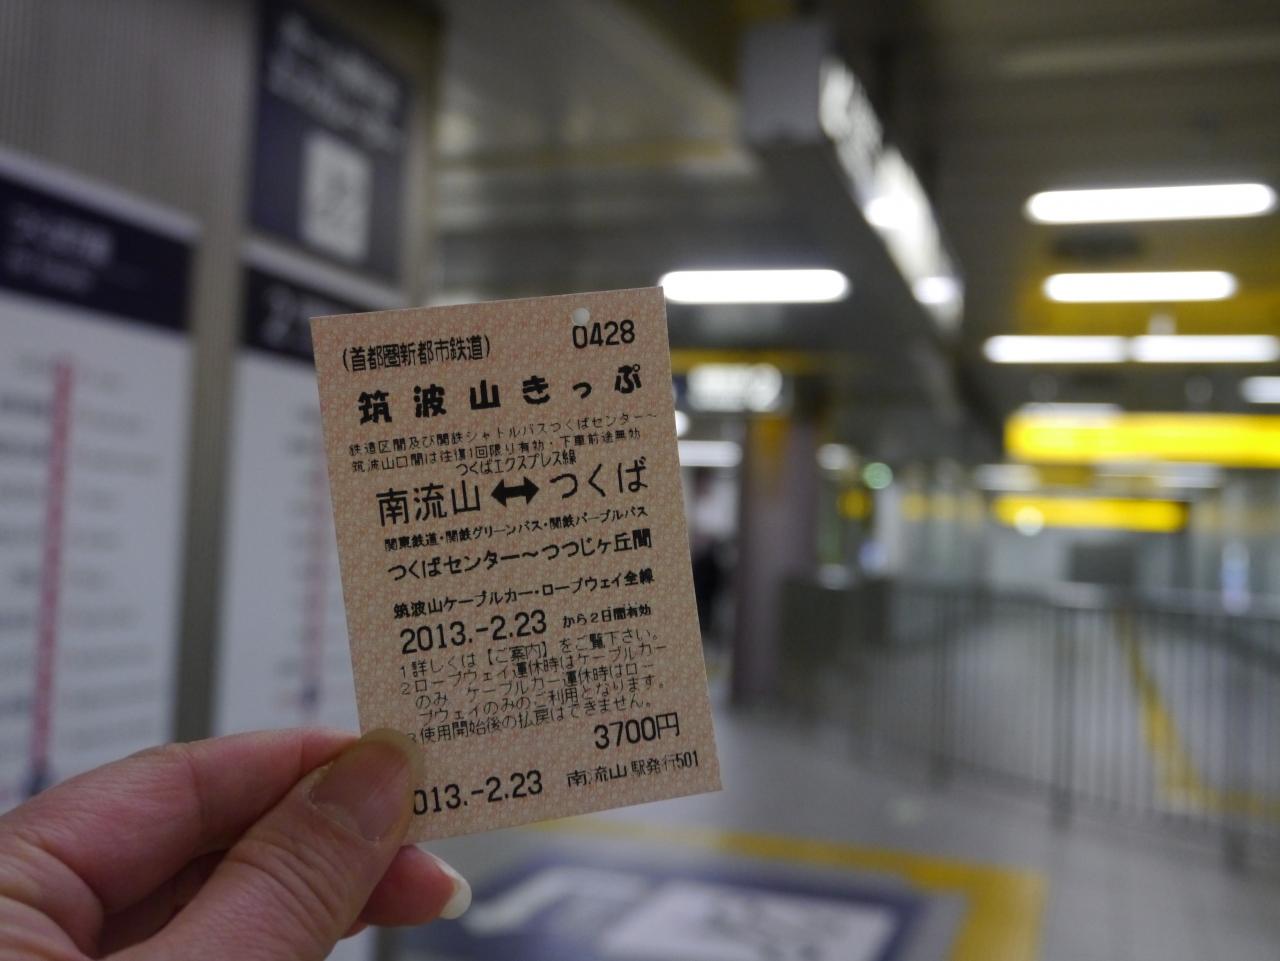 (首都圏新都市鉄道)
0428
筑波山きっぷ
鉄道区間及び関鉄シャトルバスつくばセンター〜
筑波山口間は往復1回限り有効・下車前途無効
つくばエクスプレス線
南流山⟷つくば
関東鉄道・関鉄グリーンバス・関鉄パープルバス
つくばセンター〜つつじヶ丘間
筑波山ケーブルカー・ロープウェイ全線
2013.-2.23 から2日間有効
1詳しくは【ご案内】をご覧下さい。
2ロープウェイ運休時はケーブルカー
のみ ケーブルカー運休時はロー
プウェイのみのご利用となります。
3使用開始後の払戻はできません。
3700円
013.-2.23 南流山駅発行501